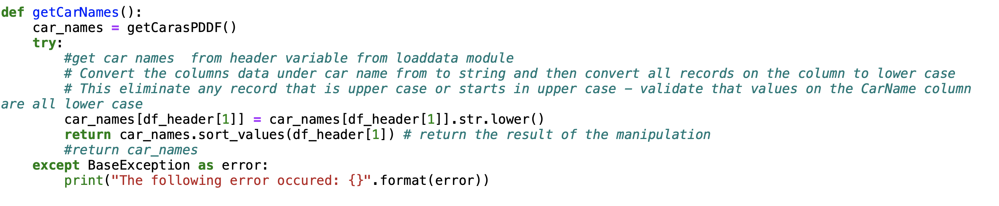 def getCarNames():
    car_names = getCarasPDDF()
    try:
        #get car names  from header variable from loaddata module
        # Convert the columns data under car name from to string and then convert all records on the column to lower case
        # This eliminate any record that is upper case or starts in upper case – validate that values on the CarName column
are all lower case
        car_names[df_header[1]] = car_names[df_header[1]].str.lower()
        return car_names.sort_values(df_header[1]) # return the result of the manipulation
        #return car_names
    except BaseException as error:
        print("The following error occured: {}".format(error))